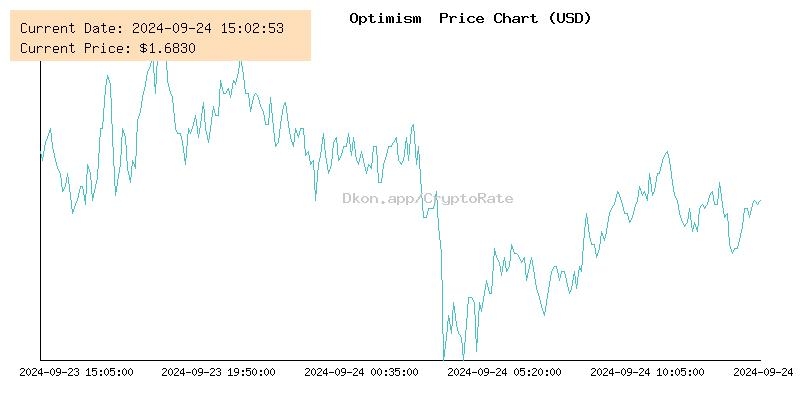 Optimism Price Chart (USD)
Current Date: 2024-09-24 15:02:53
Current Price: $1.6830
Dkon.app/CryptoRate
2024-09-23 15:05:00 2024-09-23 19:50:00 2024-09-24 00:35:00 2024-09-24 05:20:00 2024-09-24 10:05:00 2024-09-24